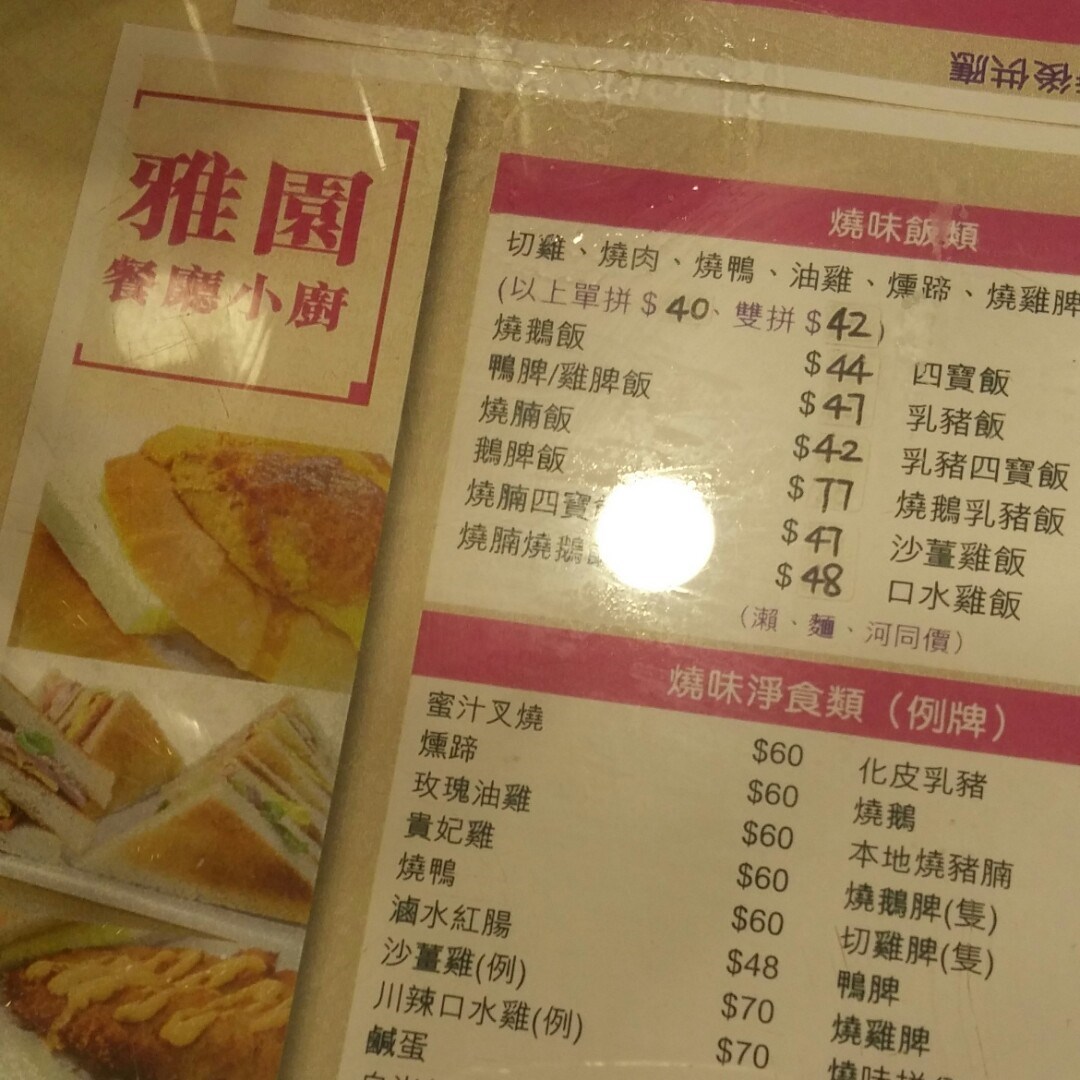 後供應
雅園
餐廳小廚
燒味飯類
切雞、燒肉、燒鴨、油雞、燻蹄、燒雞脾
(以上單拼$40、雙拼$42)
燒鵝飯 $44 四寶飯
鴨脾/雞脾飯 $47 乳豬飯
燒腩飯 $42 乳豬四寶飯
鵝脾飯 $77 燒鵝乳豬飯
燒腩四寶 $47 沙薑雞飯
燒腩燒鵝 $48 口水雞飯
(瀨、麵、河同價)
燒味淨食類(例牌)
蜜汁叉燒 $60 化皮乳豬
燻蹄 $60 燒鵝
玫瑰油雞 $60 本地燒豬腩
貴妃雞 $60 燒鵝脾(隻)
燒鴨 $60 切雞脾(隻)
滷水紅腸 $48 鴨脾
沙薑雞(例) $70 燒雞脾
川辣口水雞(例) $70 燒味拼
鹹蛋